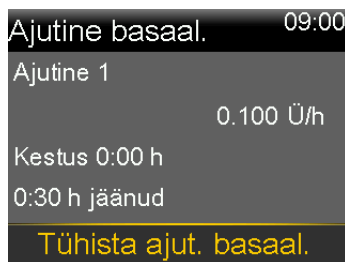 Ajutine basaal. 09:00
Ajutine 1
0.100 Ü/h
Kestus 0:00 h
0:30 h jäänud
Tühista ajut. basaal.